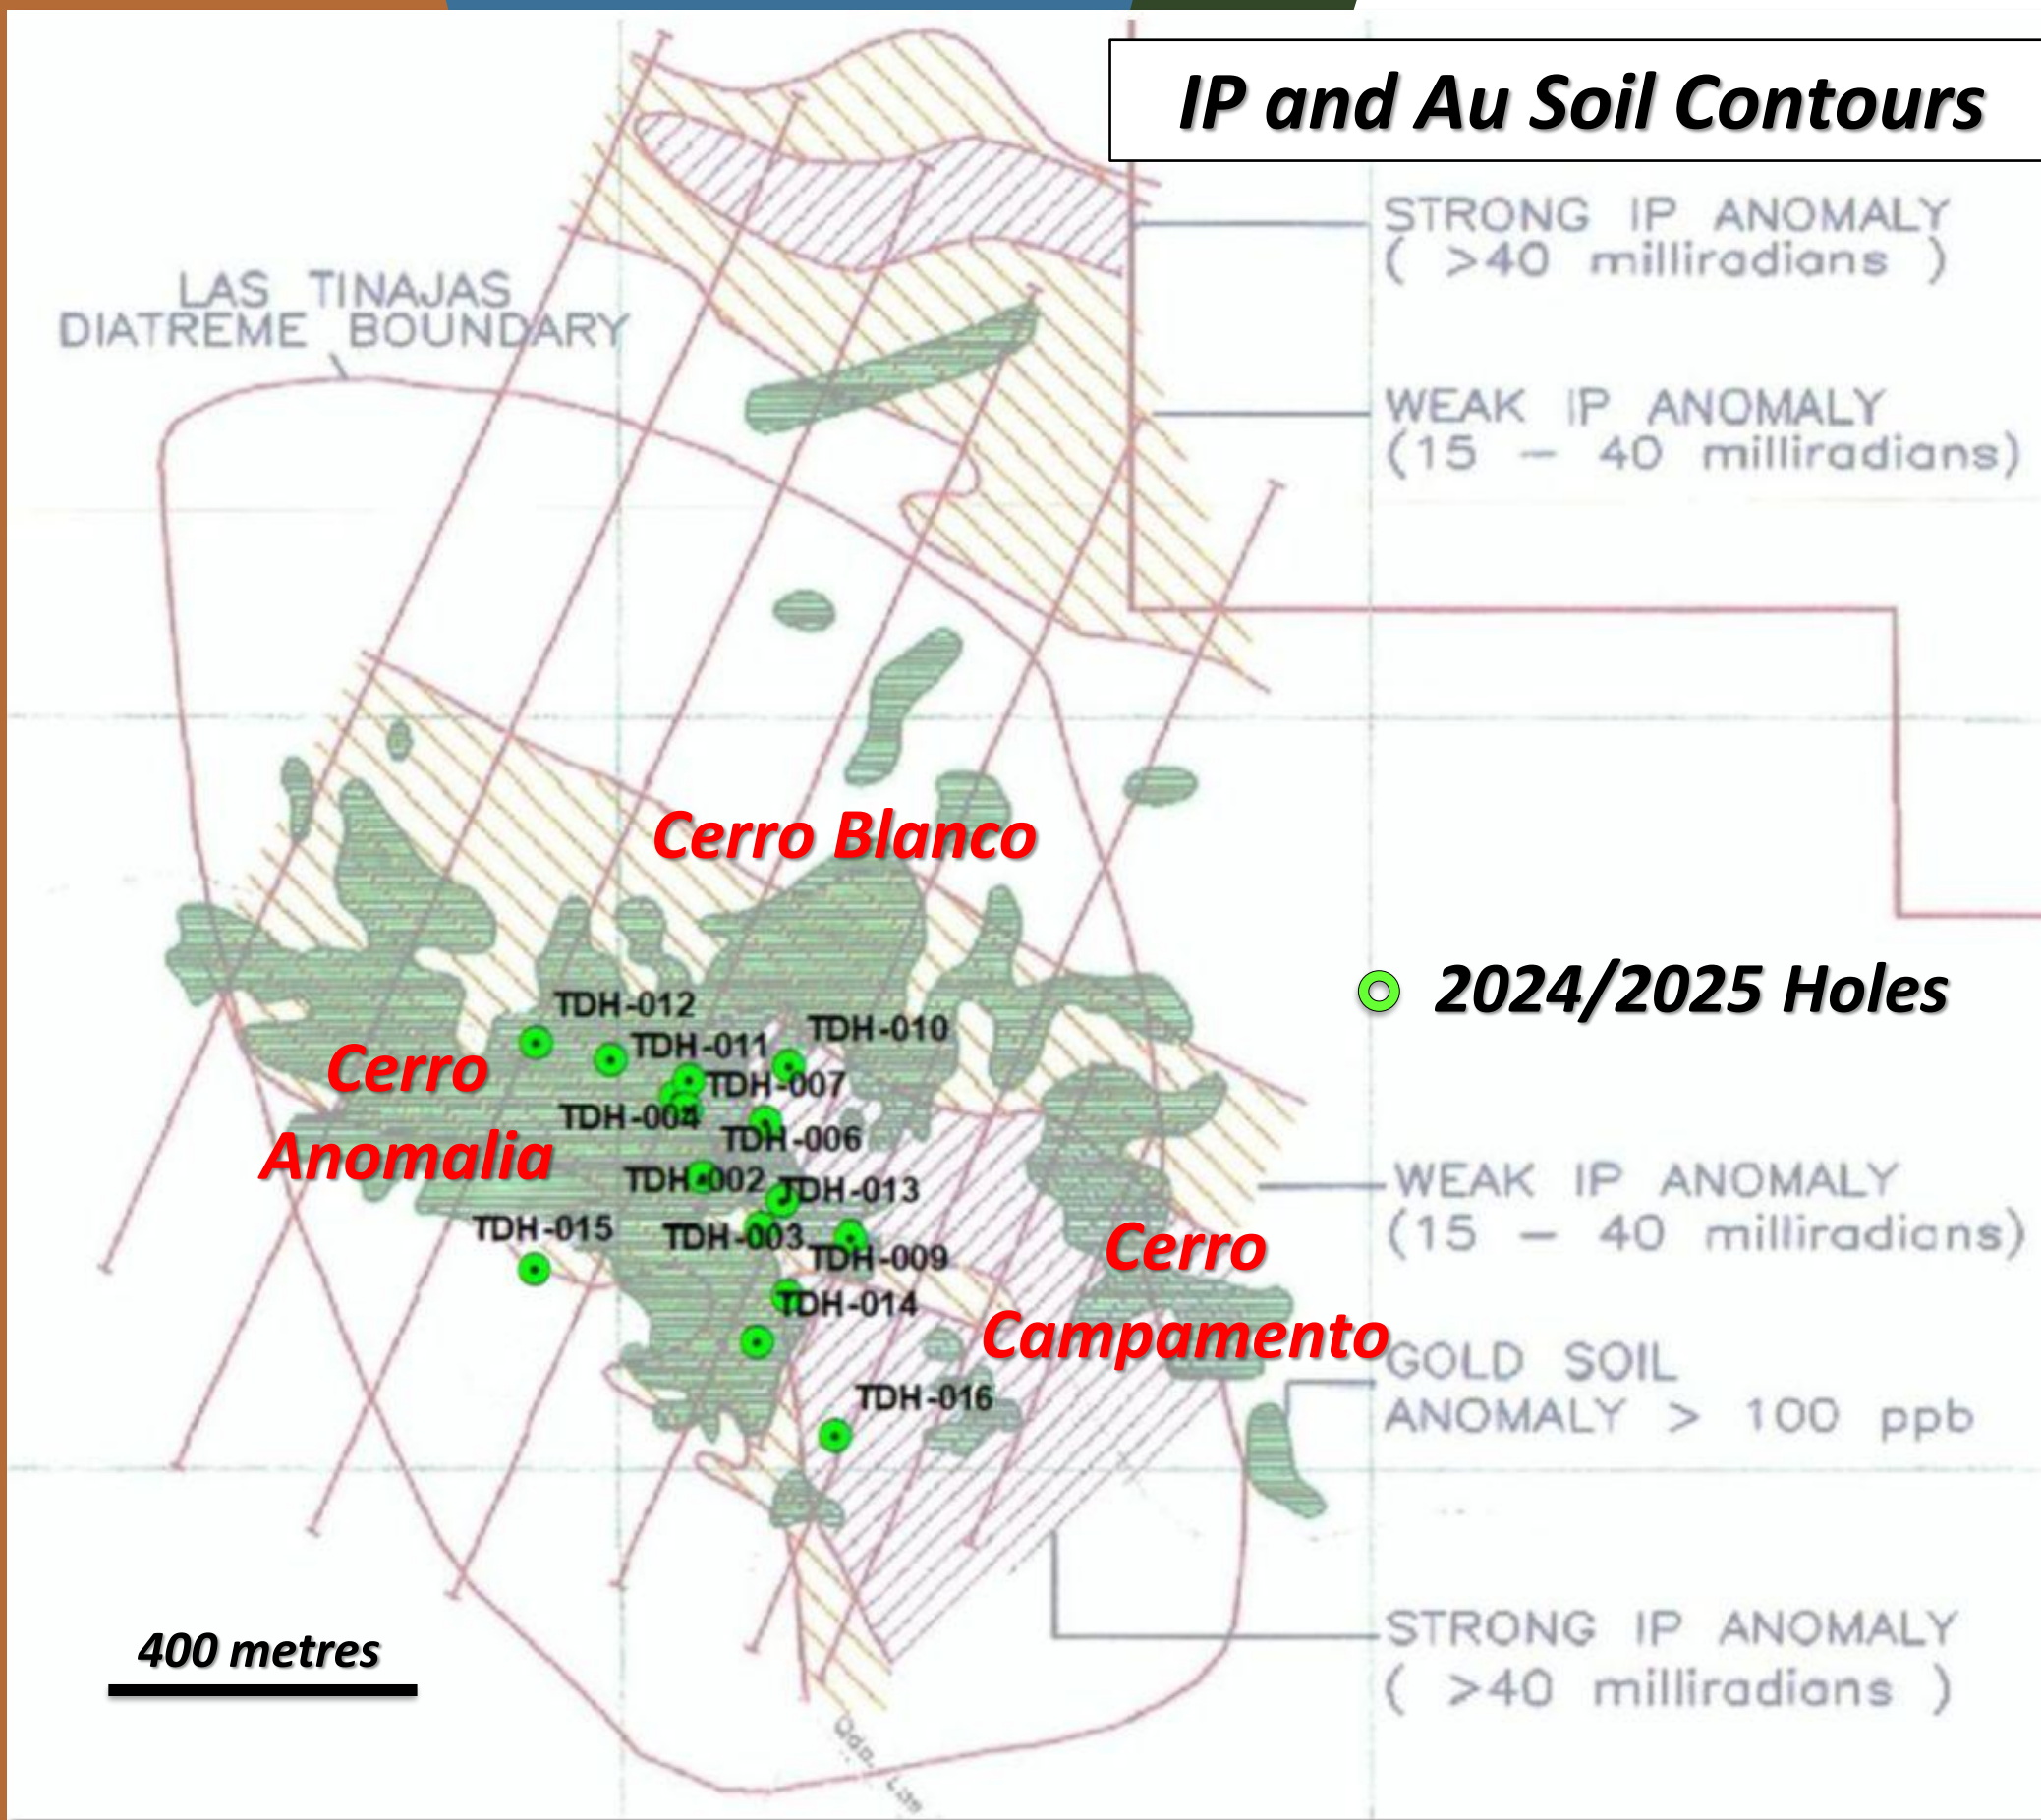 IP and Au Soil Contours
STRONG IP ANOMALY
( >40 milliradians )
LAS TINAJAS
DIATREME BOUNDARY
WEAK IP ANOMALY
(15 – 40 milliradians)
Cerro Blanco
2024/2025 Holes
TDH-012
TDH-010
TDH-011
Cerro
Anomalia
TDH-007
TDH-004
TDH-006
TDH-002
TDH-013
WEAK IP ANOMALY
(15 – 40 milliradians)
TDH-015
TDH-003
TDH-009
Cerro
Campamento
TDH-014
GOLD SOIL
ANOMALY > 100 ppb
TDH-016
400 metres
STRONG IP ANOMALY
( >40 milliradians )
Qda. Las